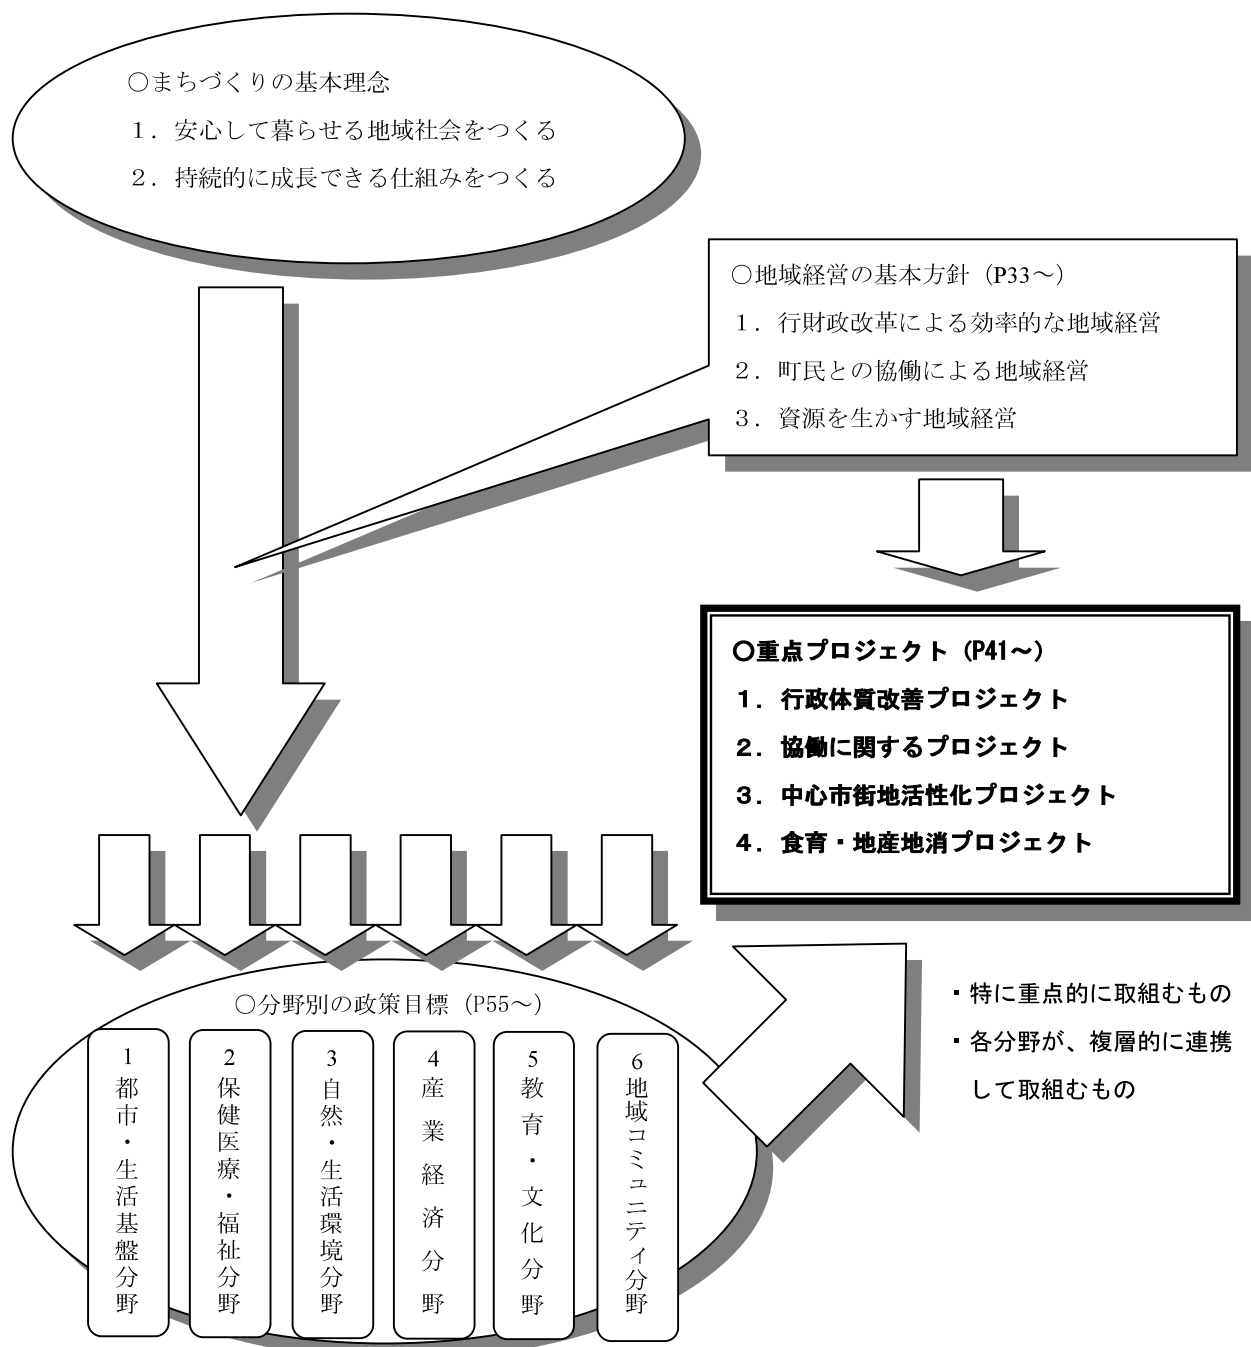 ○まちづくりの基本理念
１．安心して暮らせる地域社会をつくる
２．持続的に成長できる仕組みをつくる
○地域経営の基本方針（P33～）
１．行財政改革による効率的な地域経営
２．町民との協働による地域経営
３．資源を生かす地域経営
○重点プロジェクト（P41～）
１．行政体質改善プロジェクト
２．協働に関するプロジェクト
３．中心市街地活性化プロジェクト
４．食育・地産地消プロジェクト
・特に重点的に取組むもの
・各分野が、複層的に連携
して取組むもの
○分野別の政策目標（P55～）
1 都市・生活基盤分野
2 保健医療・福祉分野
3 自然・生活環境分野
4 産業経済分野
5 教育・文化分野
6 地域コミュニティ分野